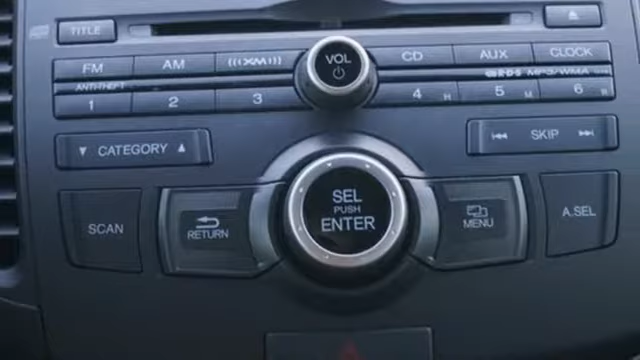 TITLE
VOL
FM AM ((((XM)))) CD AUX CLOCK
ANTI-THEFT RDS MP3/WMA
1 2 3 4 5 6
CATEGORY SKIP
SCAN RETURN SEL PUSH ENTER MENU A.SEL